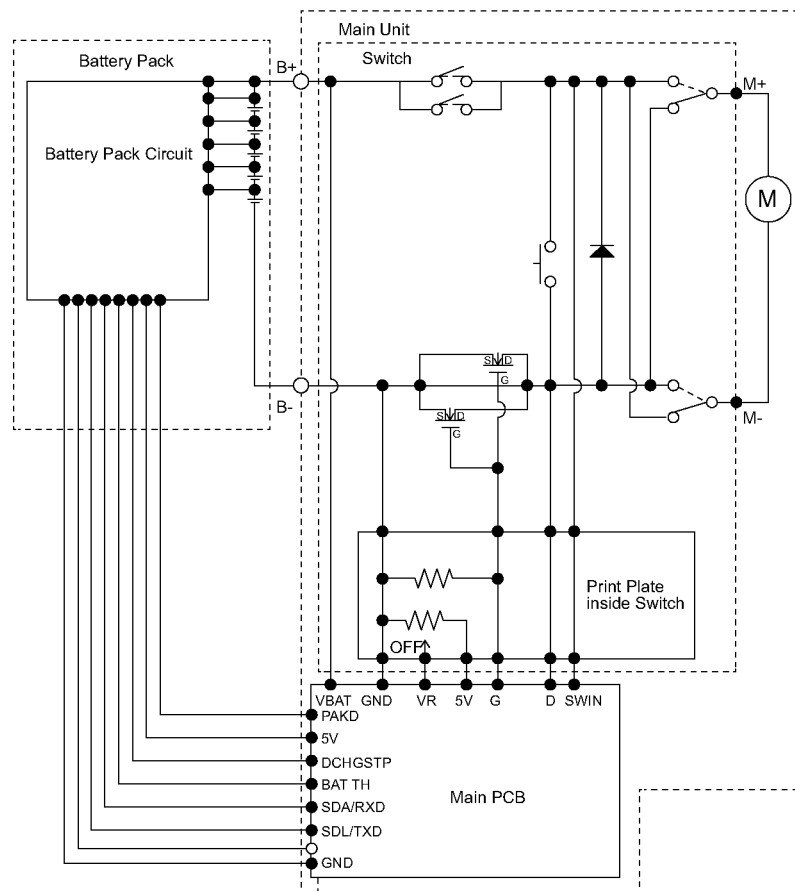 Main Unit
Battery Pack
B+
Switch
M+
Battery Pack Circuit
M
S D
G
B-
S D
G
M-
Print Plate
inside Switch
OFF
VBAT GND VR 5V G D SWIN
PAKD
5V
DCHGSTP
BAT TH
Main PCB
SDA/RXD
SDL/TXD
GND